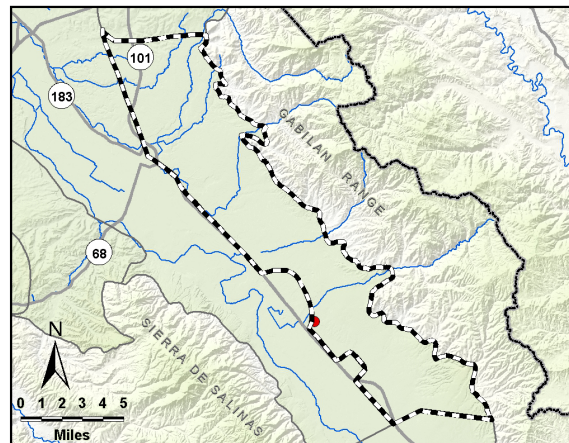 101
183
GABILAN RANGE
68
SIERRA DE SALINAS
N
0 1 2 3 4 5
Miles